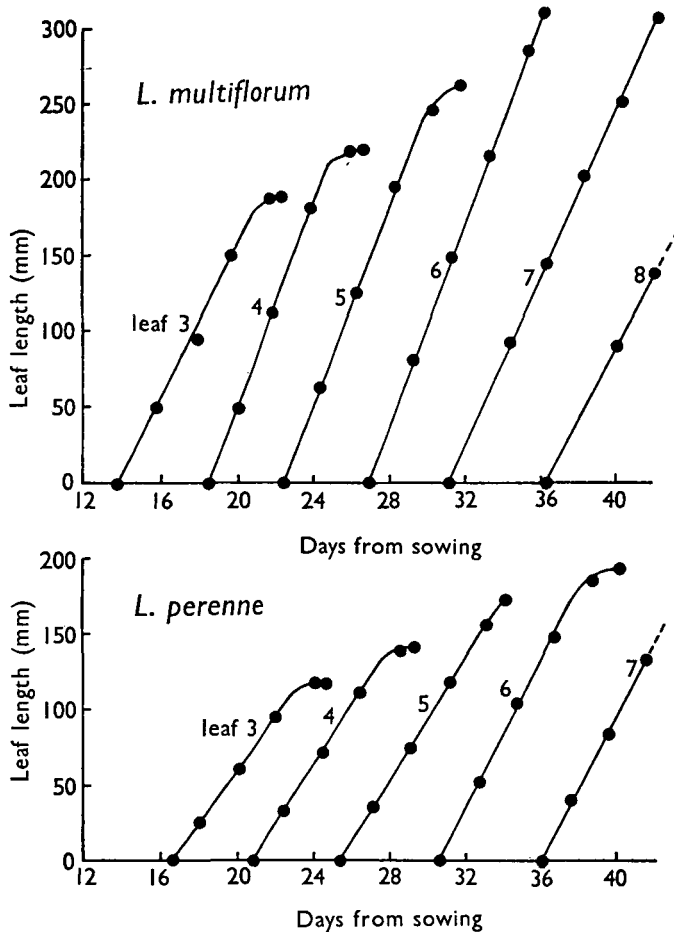 300
L. multiflorum
250
200
150
leaf 3
4
5
6
7
8
100
50
0
Leaf length (mm)
12 16 20 24 28 32 36 40
Days from sowing
200
L. perenne
150
leaf 3
4
5
6
7
100
50
0
Leaf length (mm)
12 16 20 24 28 32 36 40
Days from sowing